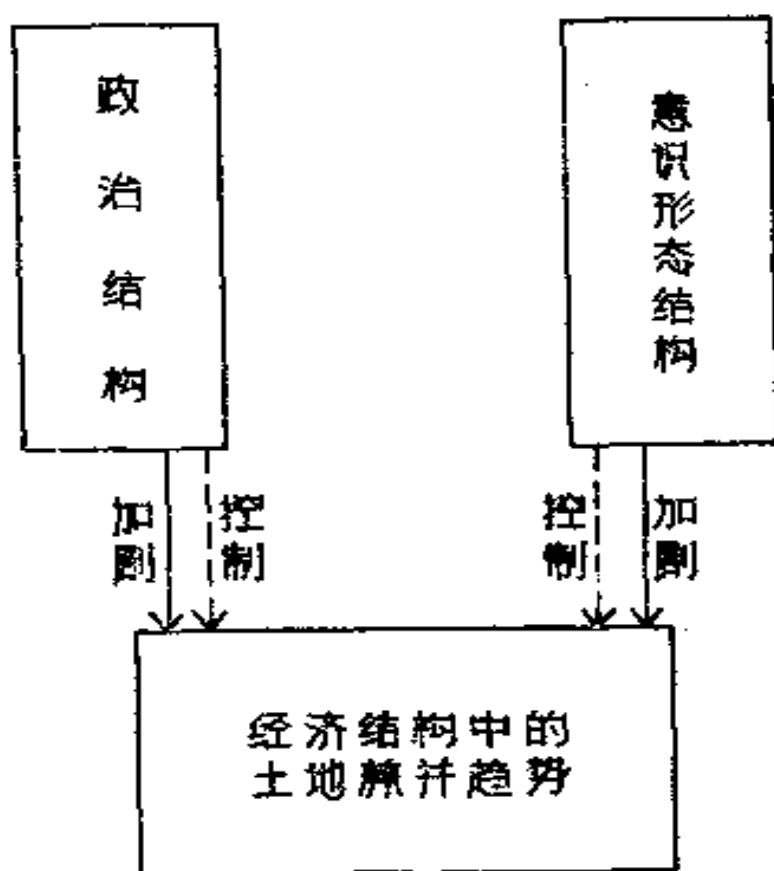 政治结构
意识形态结构
加剧
控制
控制
加剧
经济结构中的
土地兼并趋势